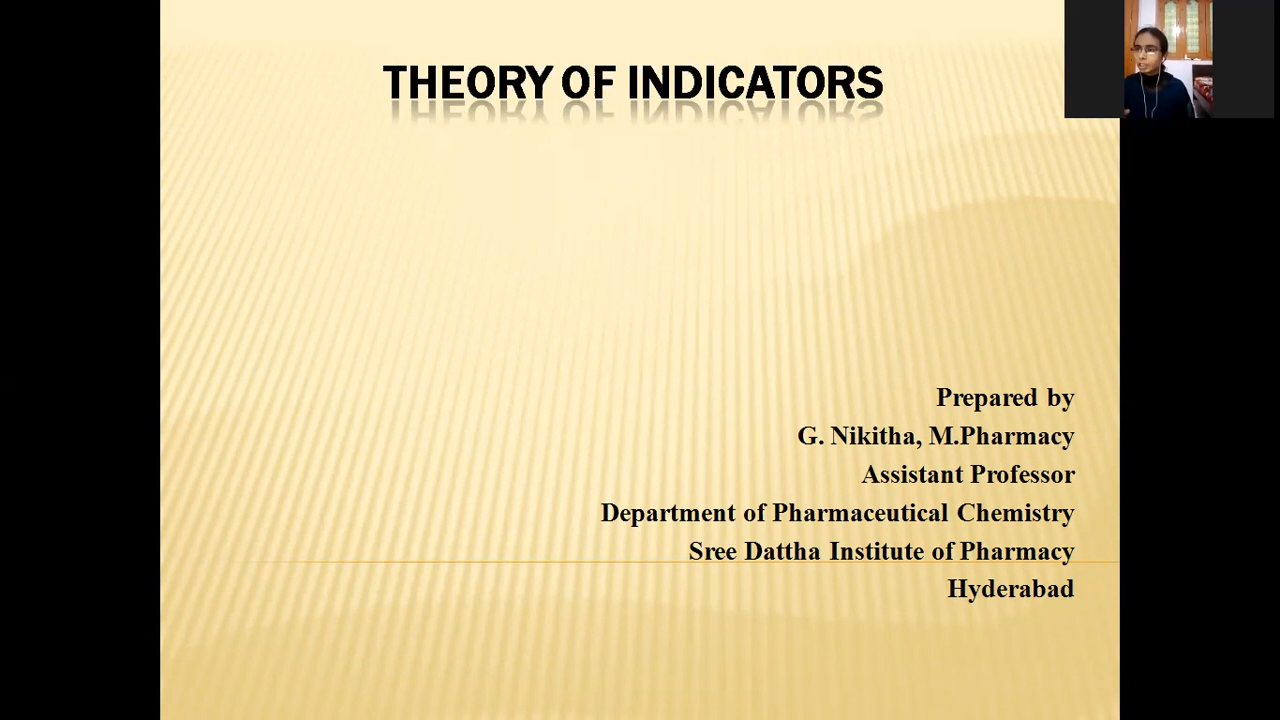 THEORY OF INDICATORS
Prepared by
G. Nikitha, M.Pharmacy
Assistant Professor
Department of Pharmaceutical Chemistry
Sree Dattha Institute of Pharmacy
Hyderabad